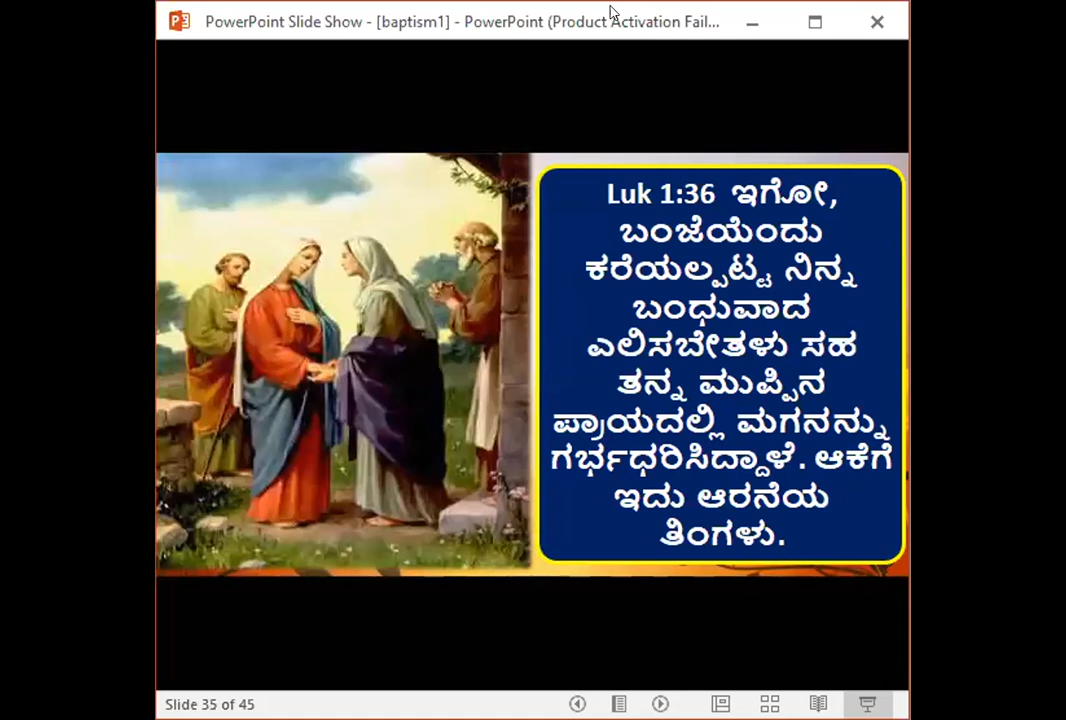 PowerPoint Slide Show - [baptism1] - PowerPoint (Product Activation Fail...
Luk 1:36 ಇಗೋ,
ಬಂಜೆಯೆಂದು
ಕರೆಯಲ್ಪಟ್ಟ ನಿನ್ನ
ಬಂಧುವಾದ
ಎಲಿಸಬೇತಳು ಸಹ
ತನ್ನ ಮುಪ್ಪಿನ
ಪ್ರಾಯದಲ್ಲಿ ಮಗನನ್ನು
ಗರ್ಭಧರಿಸಿದ್ದಾಳೆ. ಆಕೆಗೆ
ಇದು ಆರನೆಯ
ತಿಂಗಳು.
Slide 35 of 45